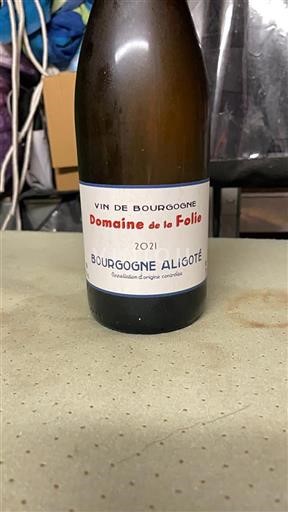 VIN DE BOURGOGNE
Domaine de la Folie
2021
BOURGOGNE ALIGOTÉ
Appellation d'origine contrôlée